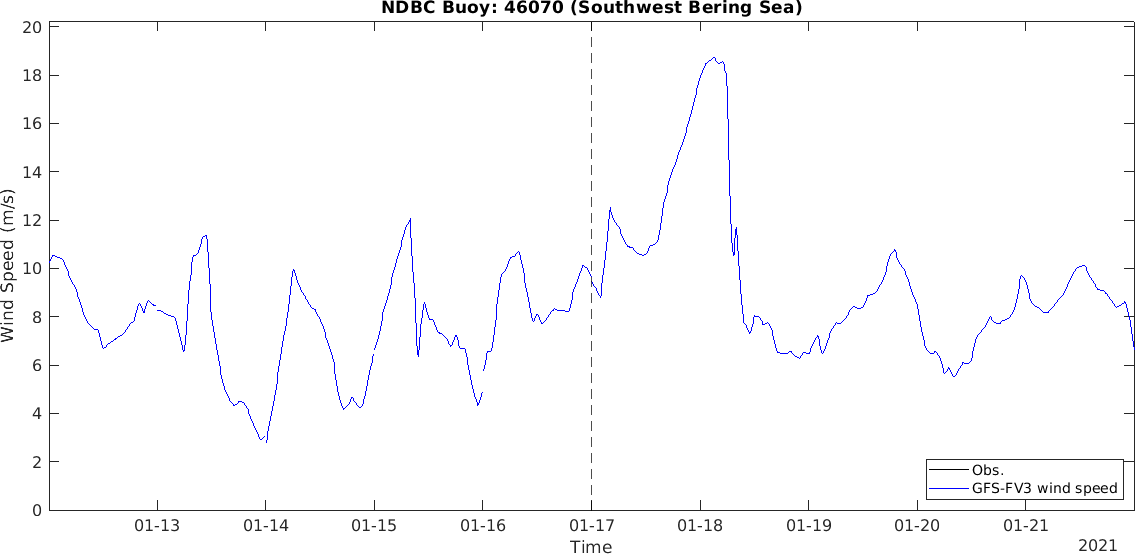 NDBC Buoy: 46070 (Southwest Bering Sea)
20
18
16
14
12
10
8
6
4
2
0
Wind Speed (m/s)
Obs.
GFS-FV3 wind speed
01-13 01-14 01-15 01-16 01-17 01-18 01-19 01-20 01-21
Time
2021